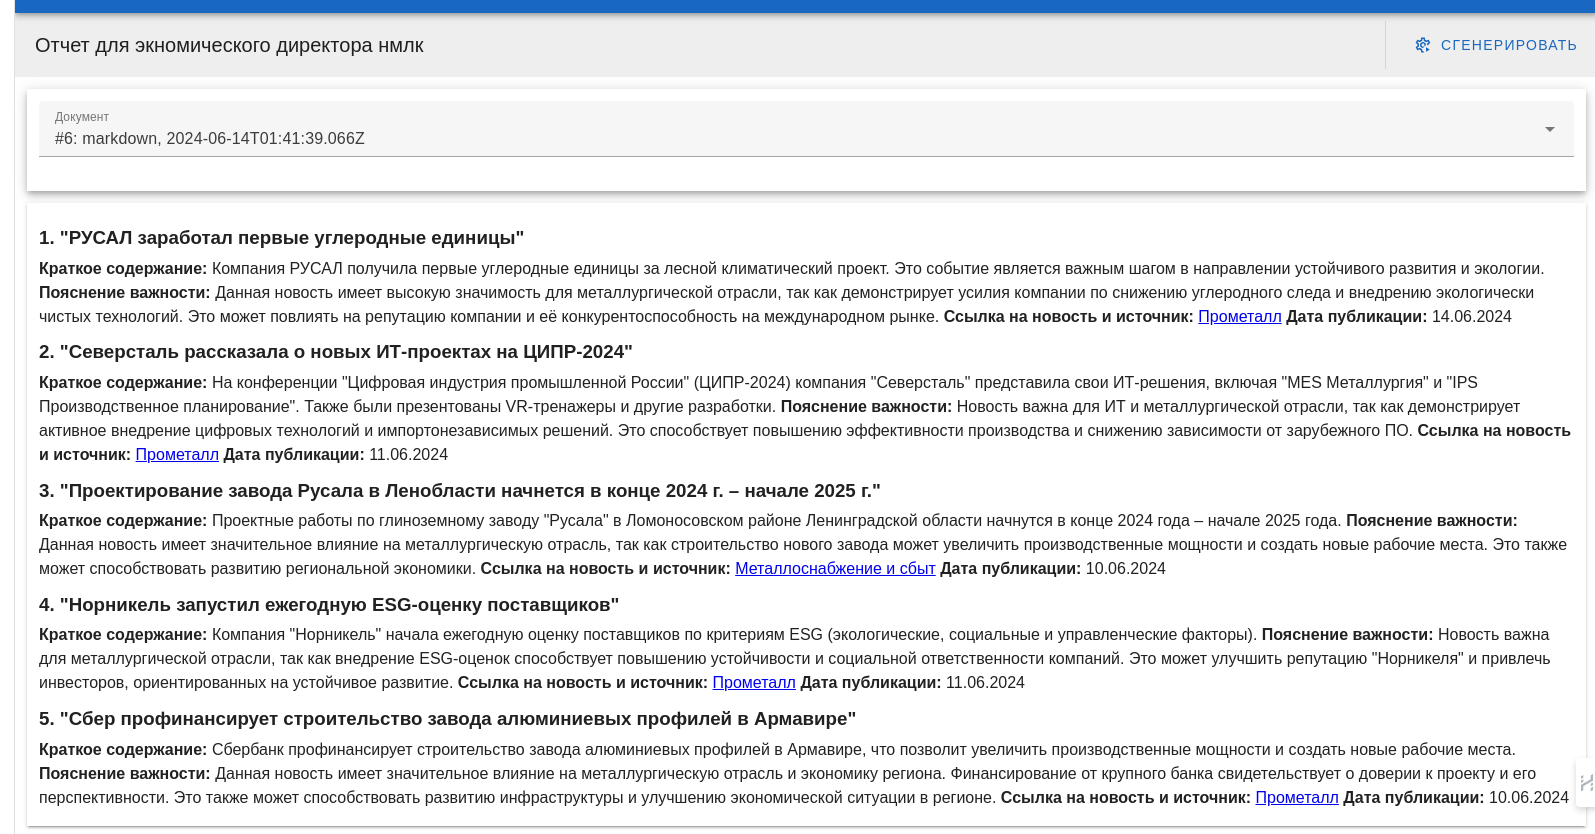 Отчет для экномического директора нмлк
СГЕНЕРИРОВАТЬ
Документ
#6: markdown, 2024-06-14T01:41:39.066Z
1. "РУСАЛ заработал первые углеродные единицы"
Краткое содержание: Компания РУСАЛ получила первые углеродные единицы за лесной климатический проект. Это событие является важным шагом в направлении устойчивого развития и экологии.
Пояснение важности: Данная новость имеет высокую значимость для металлургической отрасли, так как демонстрирует усилия компании по снижению углеродного следа и внедрению экологически
чистых технологий. Это может повлиять на репутацию компании и её конкурентоспособность на международном рынке. Ссылка на новость и источник: Прометалл Дата публикации: 14.06.2024
2. "Северсталь рассказала о новых ИТ-проектах на ЦИПР-2024"
Краткое содержание: На конференции "Цифровая индустрия промышленной России" (ЦИПР-2024) компания "Северсталь" представила свои ИТ-решения, включая "MES Металлургия" и "IPS
Производственное планирование". Также были презентованы VR-тренажеры и другие разработки. Пояснение важности: Новость важна для ИТ и металлургической отрасли, так как демонстрирует
активное внедрение цифровых технологий и импортонезависимых решений. Это способствует повышению эффективности производства и снижению зависимости от зарубежного ПО. Ссылка на новость
и источник: Прометалл Дата публикации: 11.06.2024
3. "Проектирование завода Русала в Ленобласти начнется в конце 2024 г. – начале 2025 г."
Краткое содержание: Проектные работы по глиноземному заводу "Русала" в Ломоносовском районе Ленинградской области начнутся в конце 2024 года – начале 2025 года. Пояснение важности:
Данная новость имеет значительное влияние на металлургическую отрасль, так как строительство нового завода может увеличить производственные мощности и создать новые рабочие места. Это также
может способствовать развитию региональной экономики. Ссылка на новость и источник: Металлоснабжение и сбыт Дата публикации: 10.06.2024
4. "Норникель запустил ежегодную ESG-оценку поставщиков"
Краткое содержание: Компания "Норникель" начала ежегодную оценку поставщиков по критериям ESG (экологические, социальные и управленческие факторы). Пояснение важности: Новость важна
для металлургической отрасли, так как внедрение ESG-оценок способствует повышению устойчивости и социальной ответственности компаний. Это может улучшить репутацию "Норникеля" и привлечь
инвесторов, ориентированных на устойчивое развитие. Ссылка на новость и источник: Прометалл Дата публикации: 11.06.2024
5. "Сбер профинансирует строительство завода алюминиевых профилей в Армавире"
Краткое содержание: Сбербанк профинансирует строительство завода алюминиевых профилей в Армавире, что позволит увеличить производственные мощности и создать новые рабочие места.
Пояснение важности: Данная новость имеет значительное влияние на металлургическую отрасль и экономику региона. Финансирование от крупного банка свидетельствует о доверии к проекту и его
перспективности. Это также может способствовать развитию инфраструктуры и улучшению экономической ситуации в регионе. Ссылка на новость и источник: Прометалл Дата публикации: 10.06.2024